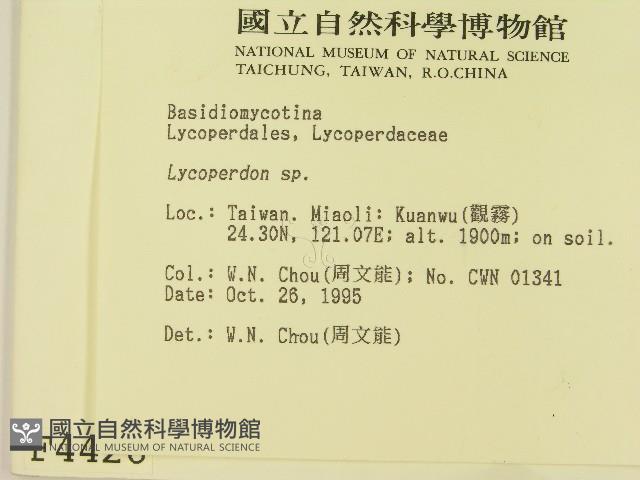 國立自然科學博物館
NATIONAL MUSEUM OF NATURAL SCIENCE
TAICHUNG, TAIWAN, R.O.CHINA
Basidiomycotina
Lycoperdales, Lycoperdaceae
Lycoperdon sp.
Loc.: Taiwan. Miaoli: Kuanwu(觀霧)
24.30N, 121.07E; alt. 1900m; on soil.
Col.: W.N. Chou(周文能); No. CWN 01341
Date: Oct. 26, 1995
Det.: W.N. Chou(周文能)
國立自然科學博物館
NATIONAL MUSEUM OF NATURAL SCIENCE